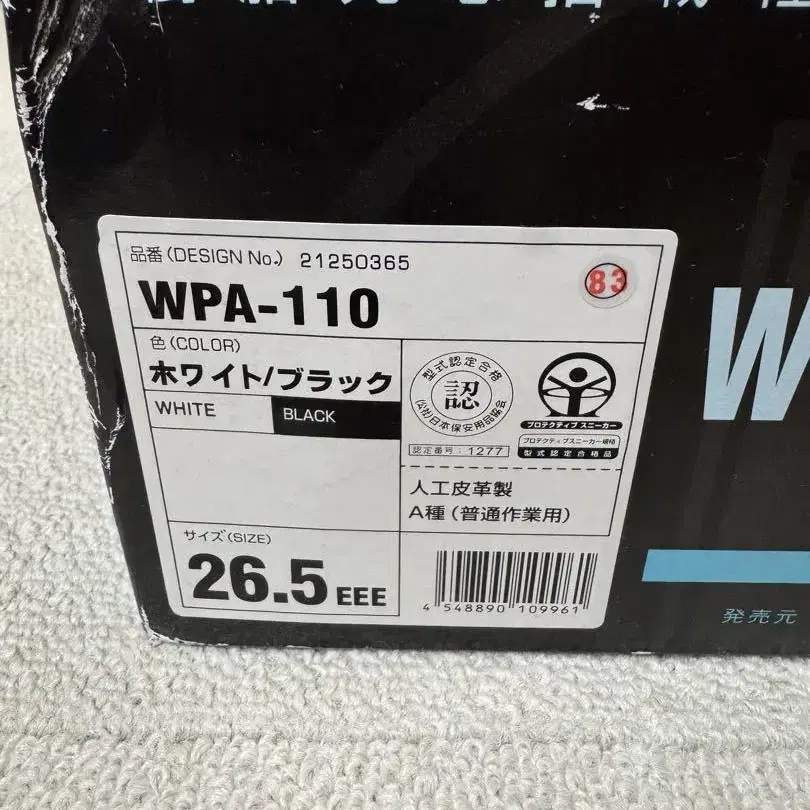 品番(DESIGN No.) 21250365
83
WPA-110
色(COLOR)
ホワイト/ブラック
WHITE
BLACK
型式認定合格
認
(公社)日本保安用品協会
認定番号:1277
プロテクティブ スニーカー
プロテクティブスニーカー規格
型式認定合格品
人工皮革製
A種(普通作業用)
サイズ(SIZE)
26.5 EEE
4 548890 109961
W
発売元